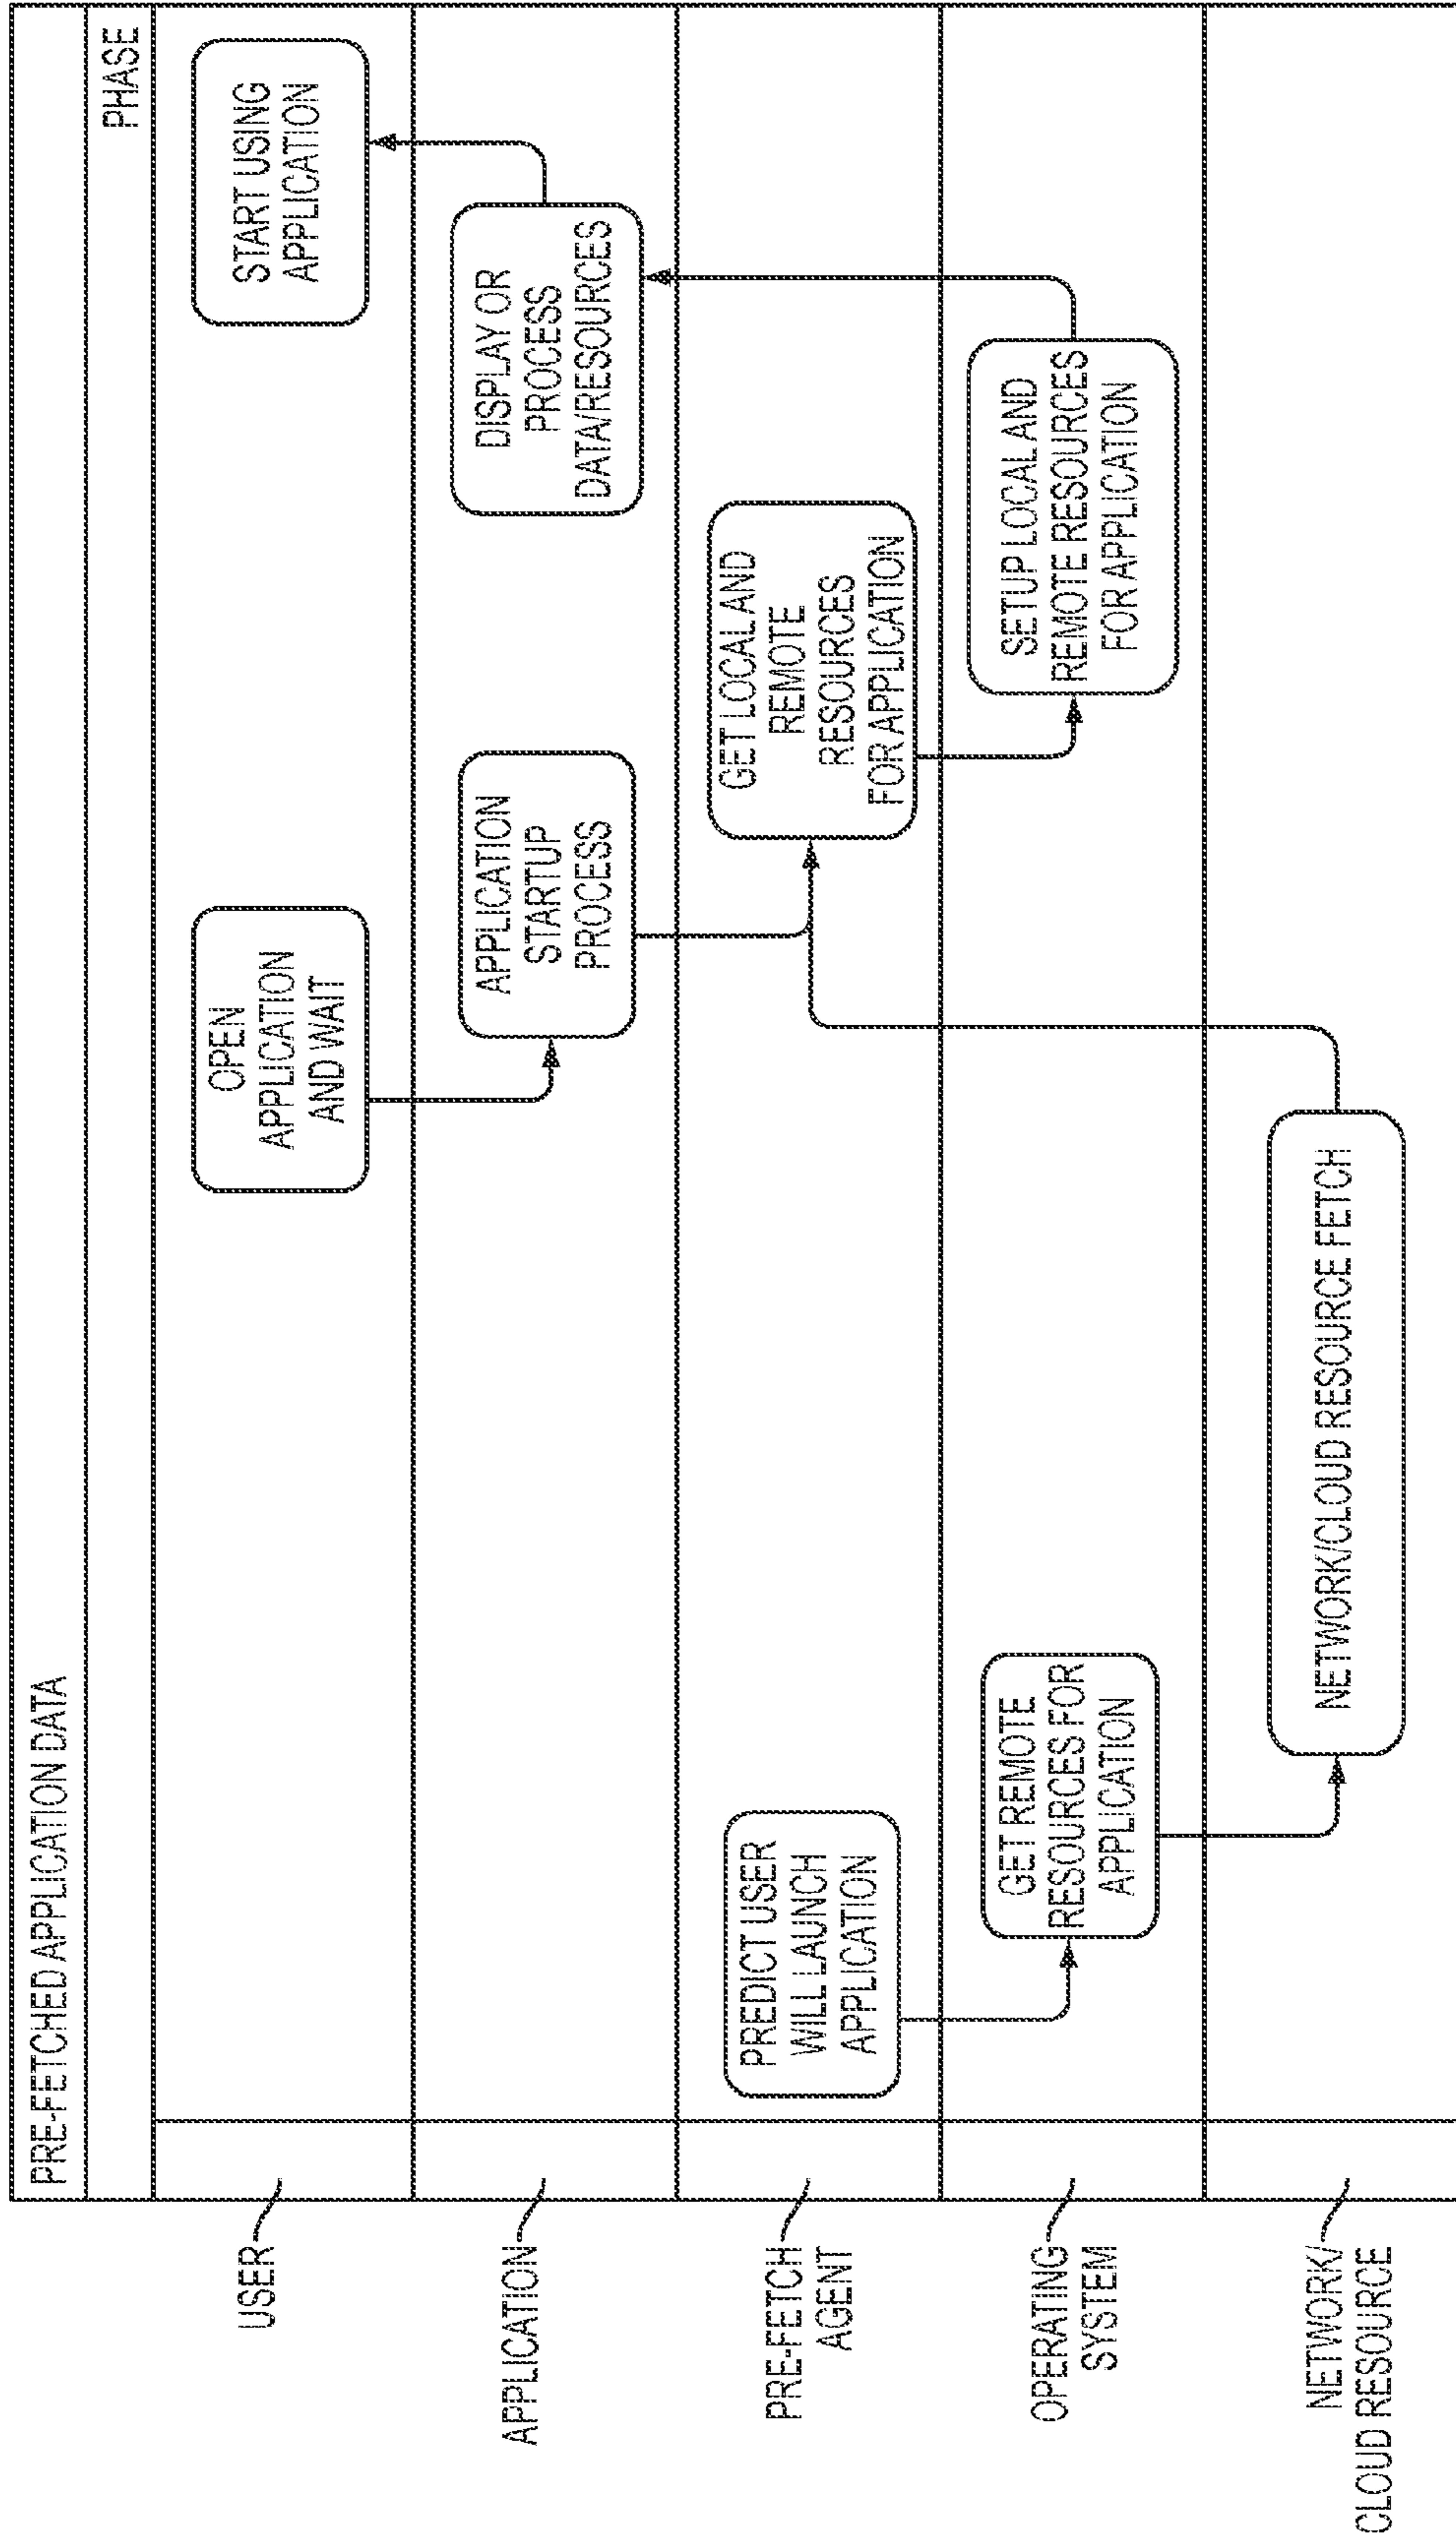 PRE-FETCHED APPLICATION DATA
PHASE
USER
OPEN
APPLICATION
AND WAIT
START USING
APPLICATION
APPLICATION
APPLICATION
STARTUP
PROCESS
DISPLAY OR
PROCESS
DATA/RESOURCES
PRE-FETCH
AGENT
PREDICT USER
WILL LAUNCH
APPLICATION
GET LOCAL AND
REMOTE
RESOURCES
FOR APPLICATION
OPERATING
SYSTEM
GET REMOTE
RESOURCES FOR
APPLICATION
SETUP LOCAL AND
REMOTE RESOURCES
FOR APPLICATION
NETWORK/
CLOUD RESOURCE
NETWORK/CLOUD RESOURCE FETCH